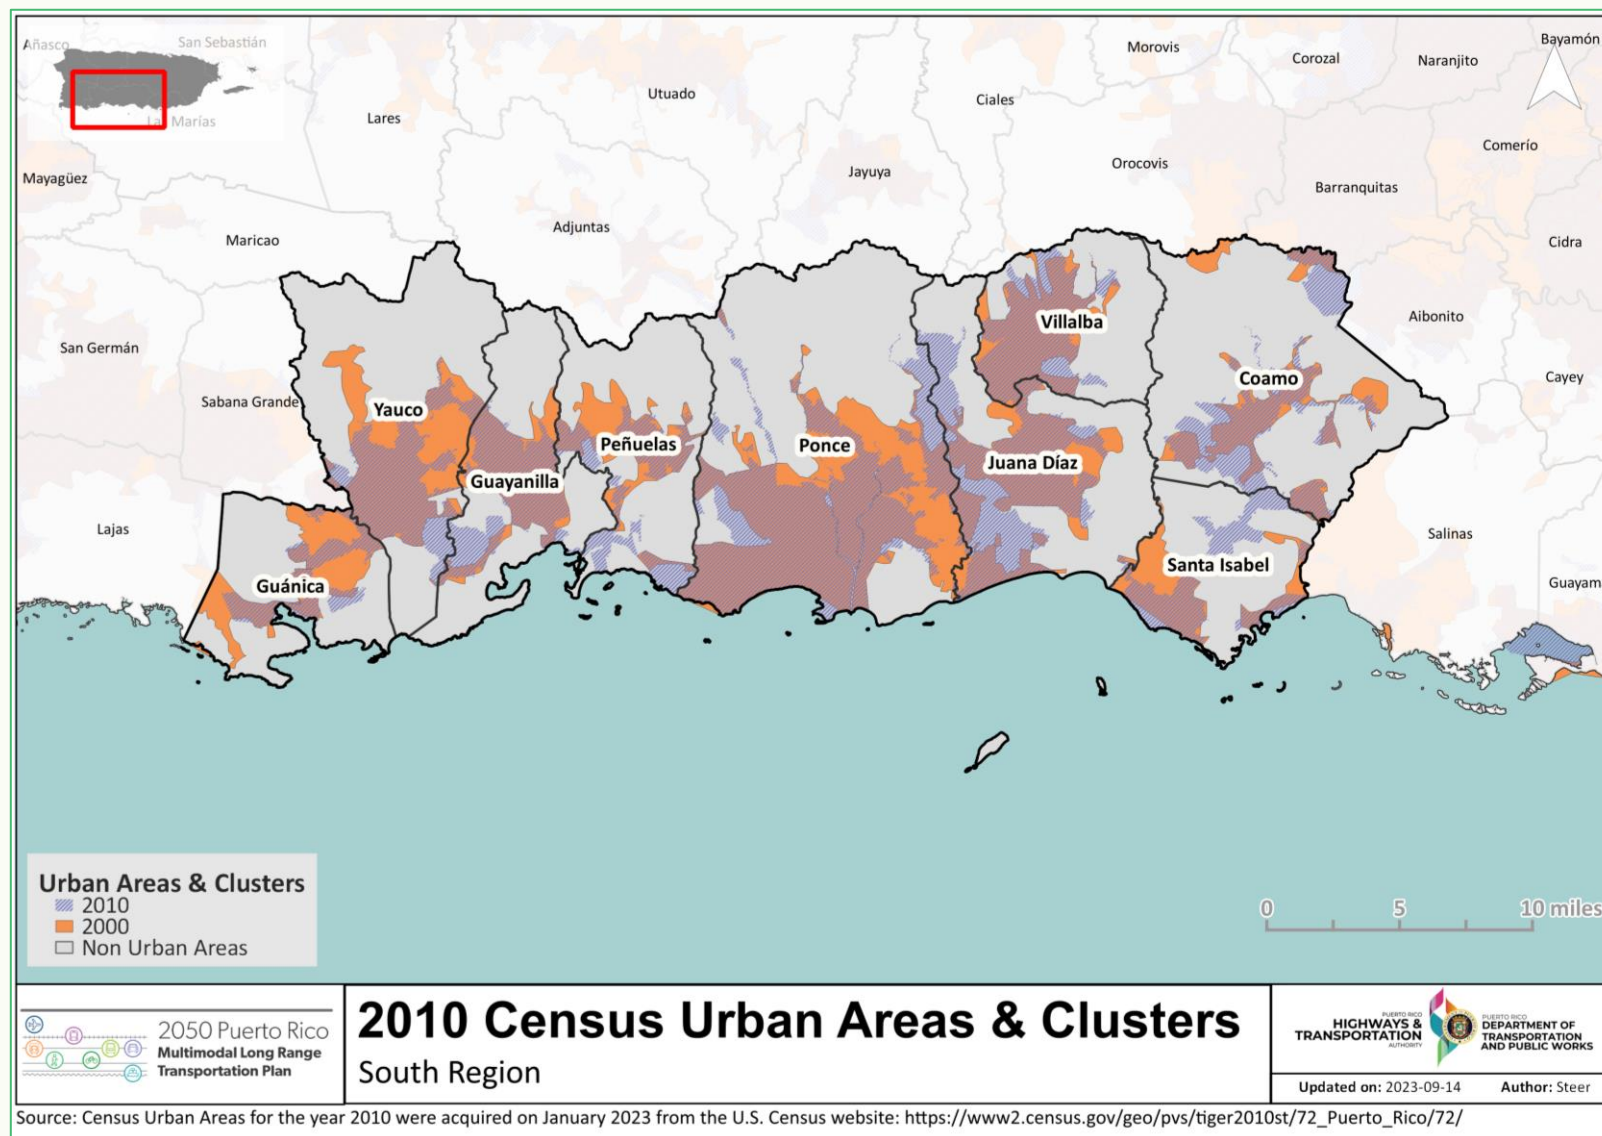 Añasco
San Sebastián
Las Marías
Mayagüez
Lares
Utuado
Ciales
Morovis
Corozal
Naranjito
Bayamón
Comerío
Orocovis
Barranquitas
Jayuya
Adjuntas
Maricao
Cidra
Aibonito
Villalba
San Germán
Sabana Grande
Yauco
Coamo
Cayey
Peñuelas
Ponce
Juana Díaz
Guayanilla
Lajas
Salinas
Santa Isabel
Guánica
Guayam
Urban Areas & Clusters
2010
2000
Non Urban Areas
0 5 10 miles
2050 Puerto Rico
Multimodal Long Range
Transportation Plan
2010 Census Urban Areas & Clusters
South Region
PUERTO RICO
HIGHWAYS &
TRANSPORTATION
AUTHORITY
PUERTO RICO
DEPARTMENT OF
TRANSPORTATION
AND PUBLIC WORKS
Updated on: 2023-09-14 Author: Steer
Source: Census Urban Areas for the year 2010 were acquired on January 2023 from the U.S. Census website: https://www2.census.gov/geo/pvs/tiger2010st/72_Puerto_Rico/72/